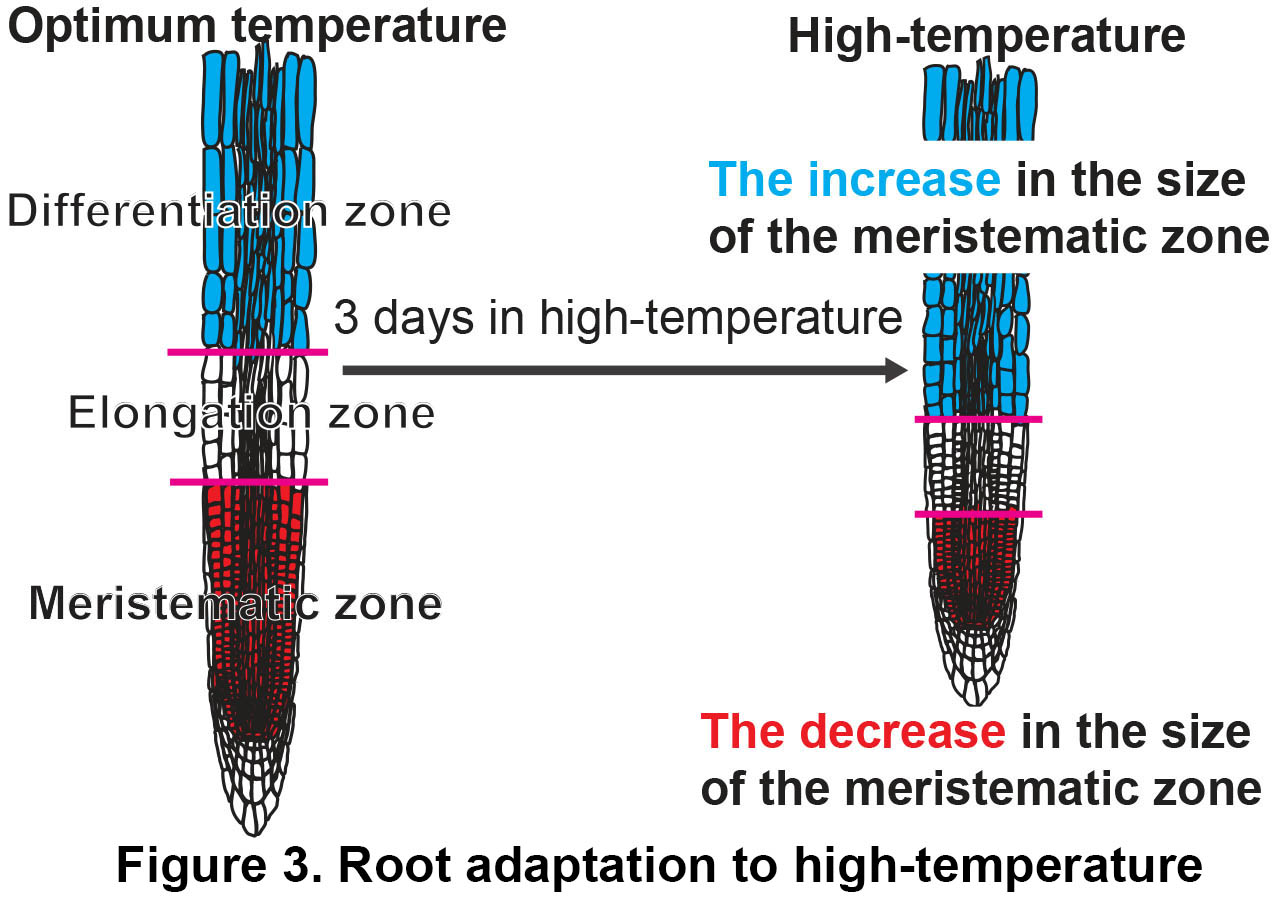 Optimum temperature
High-temperature
Differentiation zone
The increase in the size
of the meristematic zone
3 days in high-temperature
Elongation zone
Meristematic zone
The decrease in the size
of the meristematic zone
Figure 3. Root adaptation to high-temperature